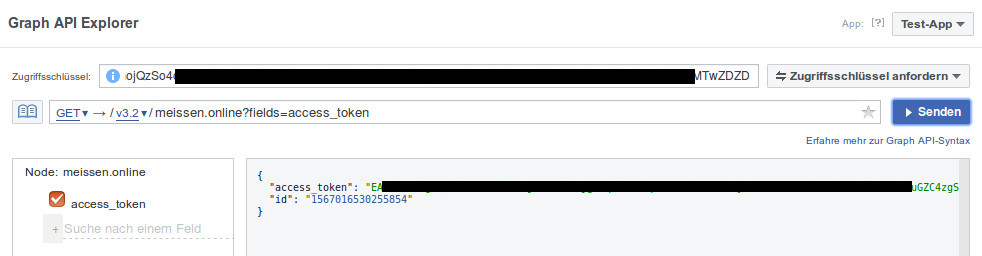 Graph API Explorer App: [?] Test-App
Zugriffsschlüssel: ojQzSo4 MTwZDZD Zugriffsschlüssel anfordern
GET → / v3.2 / meissen.online?fields=access_token Senden
Erfahre mehr zur Graph API-Syntax
Node: meissen.online
access_token
+ Suche nach einem Feld
{
"access_token": "EA uGZC4zgS
"id": "1567016530255854"
}